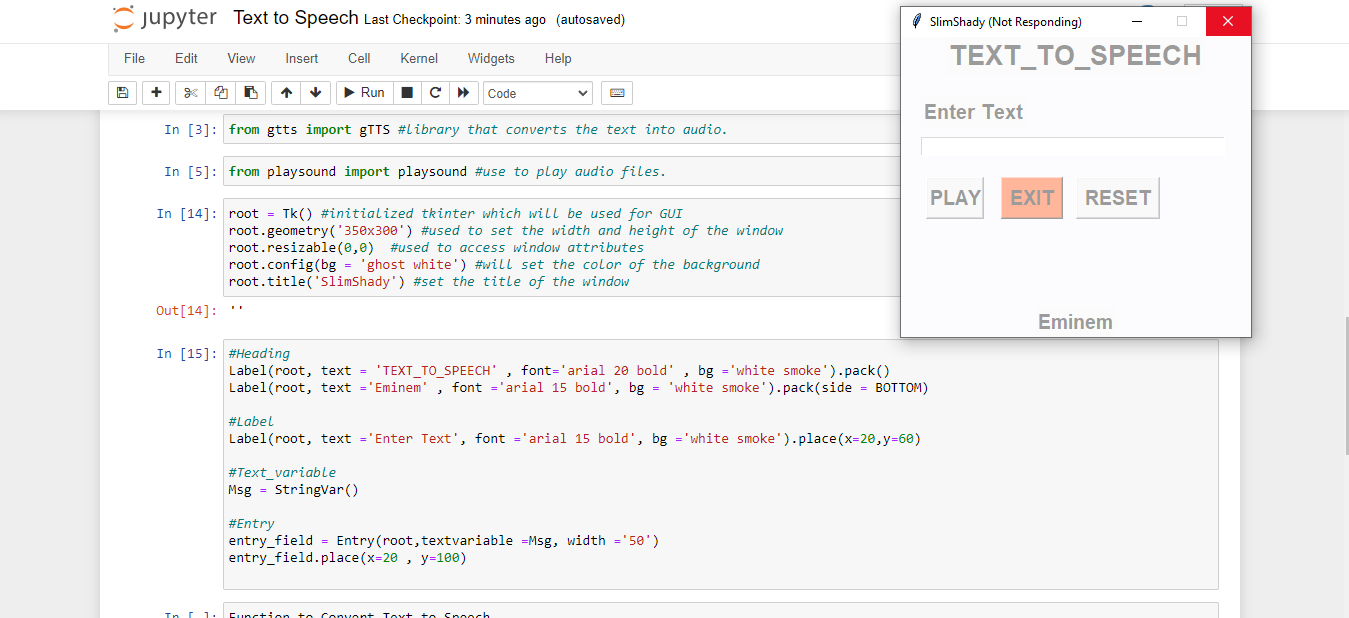 jupyter Text to Speech Last Checkpoint: 3 minutes ago (autosaved)
File Edit View Insert Cell Kernel Widgets Help
Run Code
In [3]: from gtts import gTTS #library that converts the text into audio.
In [5]: from playsound import playsound #use to play audio files.
In [14]: root = Tk() #initialized tkinter which will be used for GUI
root.geometry('350x300') #used to set the width and height of the window
root.resizable(0,0)  #used to access window attributes
root.config(bg = 'ghost white') #will set the color of the background
root.title('SlimShady') #set the title of the window
Out[14]: ''
In [15]: #Heading
Label(root, text = 'TEXT_TO_SPEECH' , font='arial 20 bold' , bg ='white smoke').pack()
Label(root, text ='Eminem' , font ='arial 15 bold', bg = 'white smoke').pack(side = BOTTOM)
#Label
Label(root, text ='Enter Text', font ='arial 15 bold', bg ='white smoke').place(x=20,y=60)
#Text_variable
Msg = StringVar()
#Entry
entry_field = Entry(root,textvariable =Msg, width ='50')
entry_field.place(x=20 , y=100)
In [ ]: Function to Convert Text to Speech
SlimShady (Not Responding)
TEXT_TO_SPEECH
Enter Text
PLAY EXIT RESET
Eminem